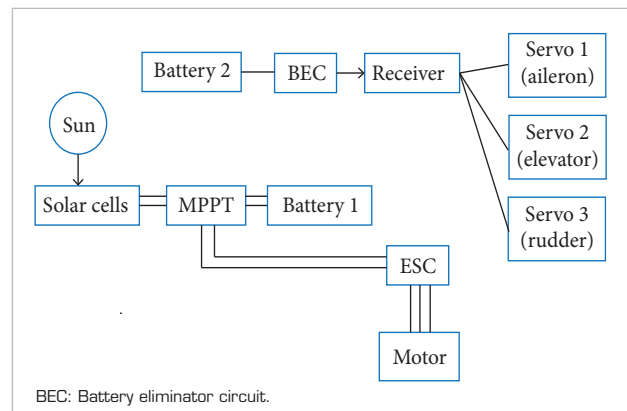 Battery 2
BEC
Receiver
Servo 1
(aileron)
Sun
Servo 2
(elevator)
Solar cells
MPPT
Battery 1
Servo 3
(rudder)
ESC
Motor
BEC: Battery eliminator circuit.